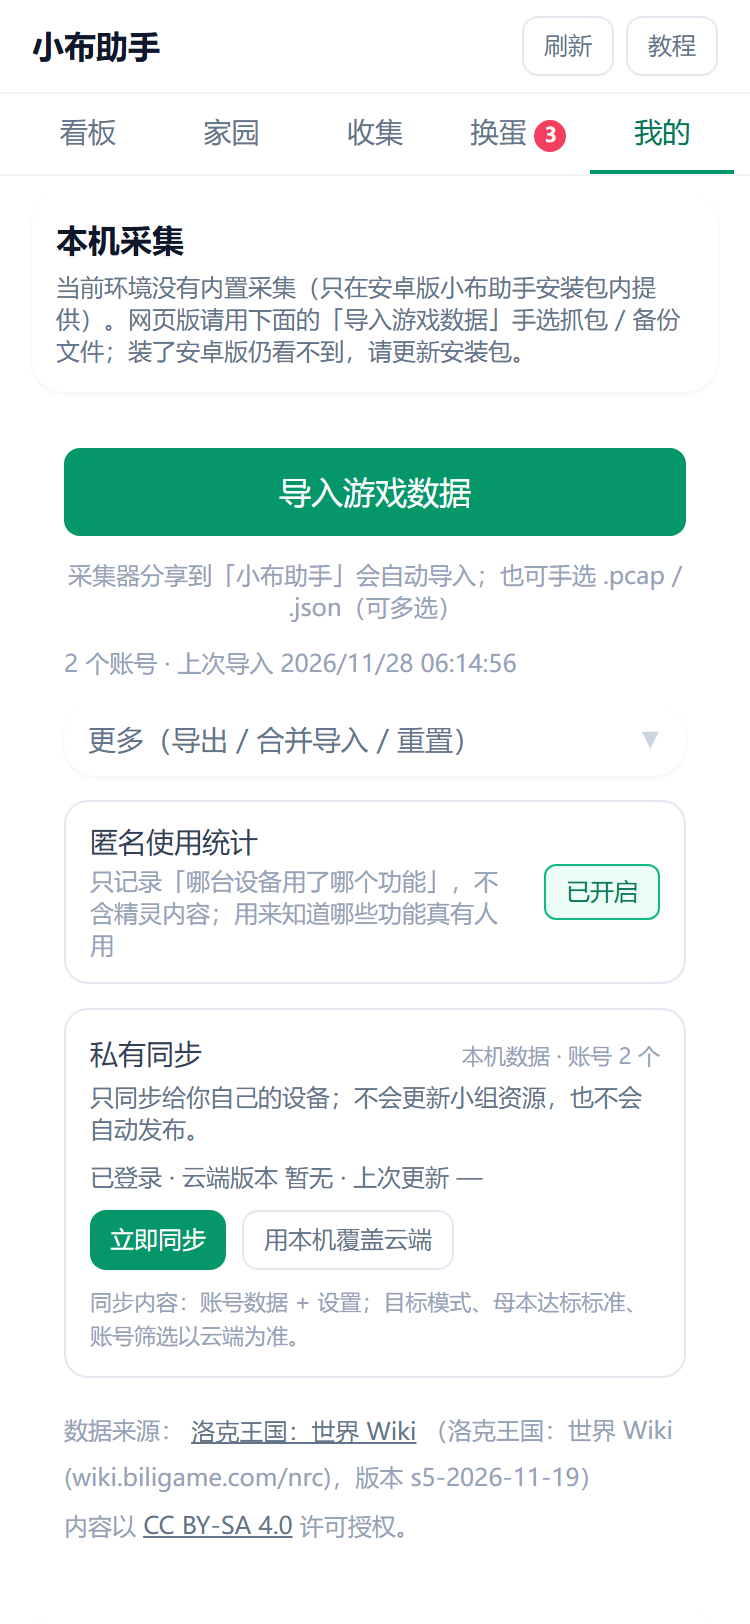 小布助手
刷新
教程
看板
家园
收集
换蛋 3
我的
本机采集
当前环境没有内置采集（只在安卓版小布助手安装包内提
供）。网页版请用下面的「导入游戏数据」手选抓包 / 备份
文件；装了安卓版仍看不到，请更新安装包。
导入游戏数据
采集器分享到「小布助手」会自动导入；也可手选 .pcap /
.json（可多选）
2 个账号 · 上次导入 2026/11/28 06:14:56
更多（导出 / 合并导入 / 重置） ▼
匿名使用统计
只记录「哪台设备用了哪个功能」，不
含精灵内容；用来知道哪些功能真有人
用
已开启
私有同步
本机数据 · 账号 2 个
只同步给你自己的设备；不会更新小组资源，也不会
自动发布。
已登录 · 云端版本 暂无 · 上次更新 —
立即同步
用本机覆盖云端
同步内容：账号数据 + 设置；目标模式、母本达标标准、
账号筛选以云端为准。
数据来源： 洛克王国：世界 Wiki （洛克王国：世界 Wiki
(wiki.biligame.com/nrc)，版本 s5-2026-11-19）
内容以 CC BY-SA 4.0 许可授权。